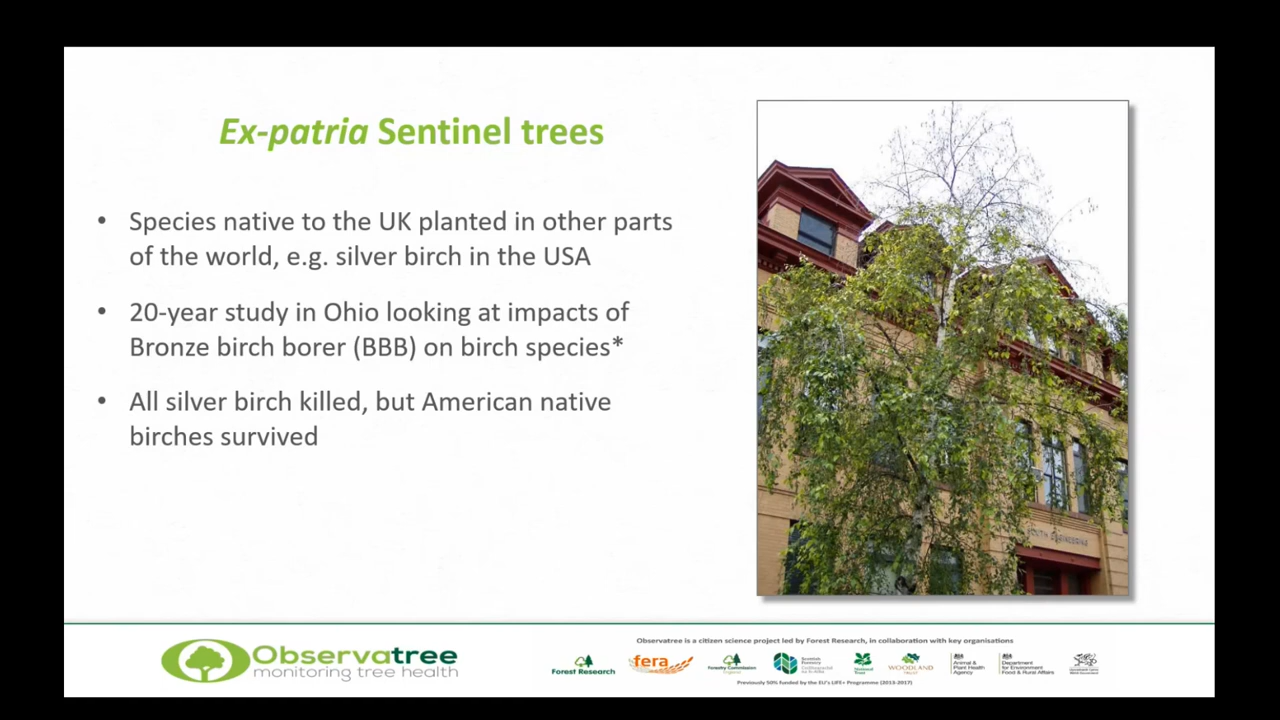 Ex-patria Sentinel trees
• Species native to the UK planted in other parts
of the world, e.g. silver birch in the USA
• 20-year study in Ohio looking at impacts of
Bronze birch borer (BBB) on birch species*
• All silver birch killed, but American native
birches survived
ENGINEERING
Observatree
monitoring tree health
Observatree is a citizen science project led by Forest Research, in collaboration with key organisations
Forest Research
fera
Forestry Commission
Scottish
Forestry
National
Trust
WOODLAND
TRUST
Animal &
Plant Health
Agency
Department
for Environment
Food & Rural Affairs
Previously 50% funded by the EU's LIFE+ Programme (2013-2017)